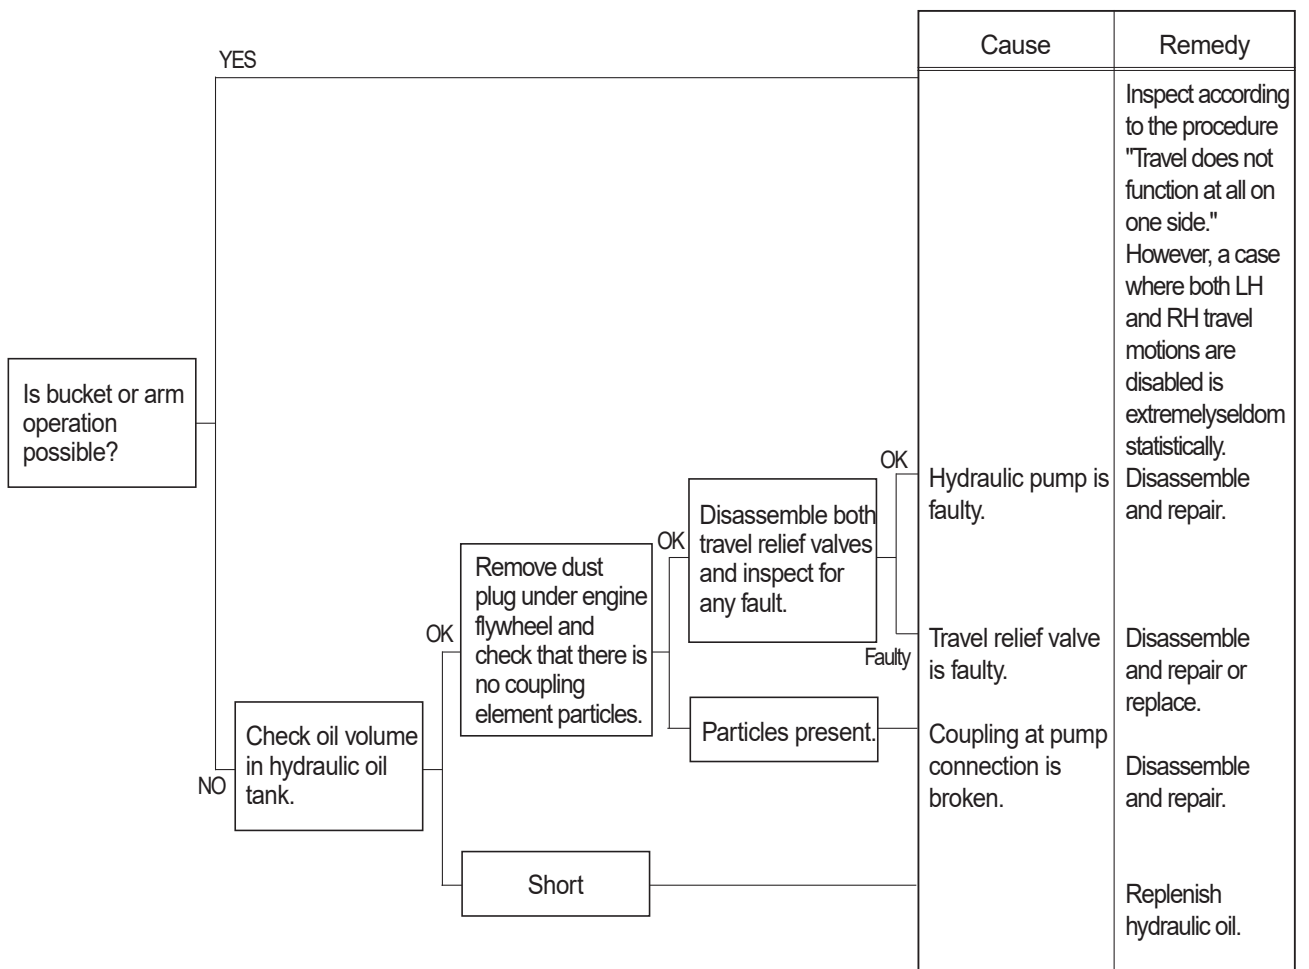 Cause
Remedy
YES
Inspect according
to the procedure
"Travel does not
function at all on
one side."
However, a case
where both LH
and RH travel
motions are
disabled is
extremelyseldom
statistically.
Is bucket or arm
operation
possible?
NO
Check oil volume
in hydraulic oil
tank.
OK
Remove dust
plug under engine
flywheel and
check that there is
no coupling
element particles.
OK
Disassemble both
travel relief valves
and inspect for
any fault.
OK
Hydraulic pump is
faulty.
Disassemble
and repair.
Faulty
Travel relief valve
is faulty.
Disassemble
and repair or
replace.
Particles present.
Coupling at pump
connection is
broken.
Disassemble
and repair.
Short
Replenish
hydraulic oil.